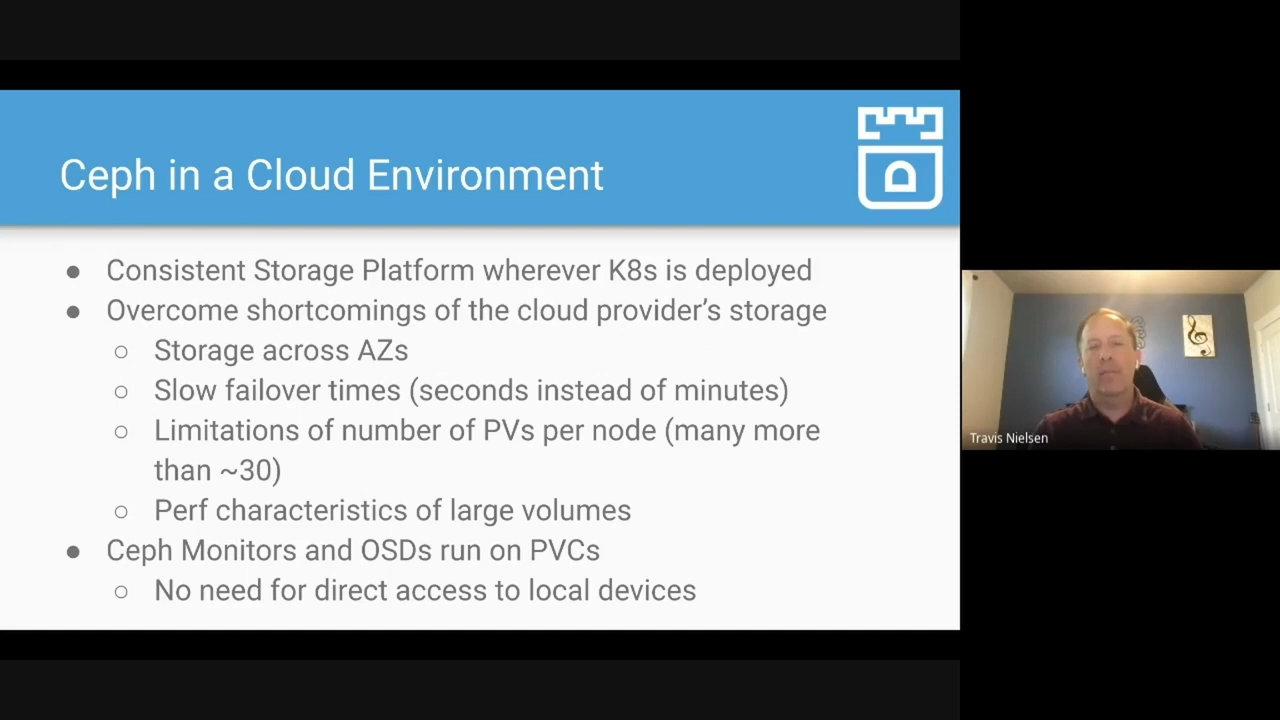 Ceph in a Cloud Environment
● Consistent Storage Platform wherever K8s is deployed
● Overcome shortcomings of the cloud provider’s storage
○ Storage across AZs
○ Slow failover times (seconds instead of minutes)
○ Limitations of number of PVs per node (many more
than ~30)
○ Perf characteristics of large volumes
● Ceph Monitors and OSDs run on PVCs
○ No need for direct access to local devices
Travis Nielsen